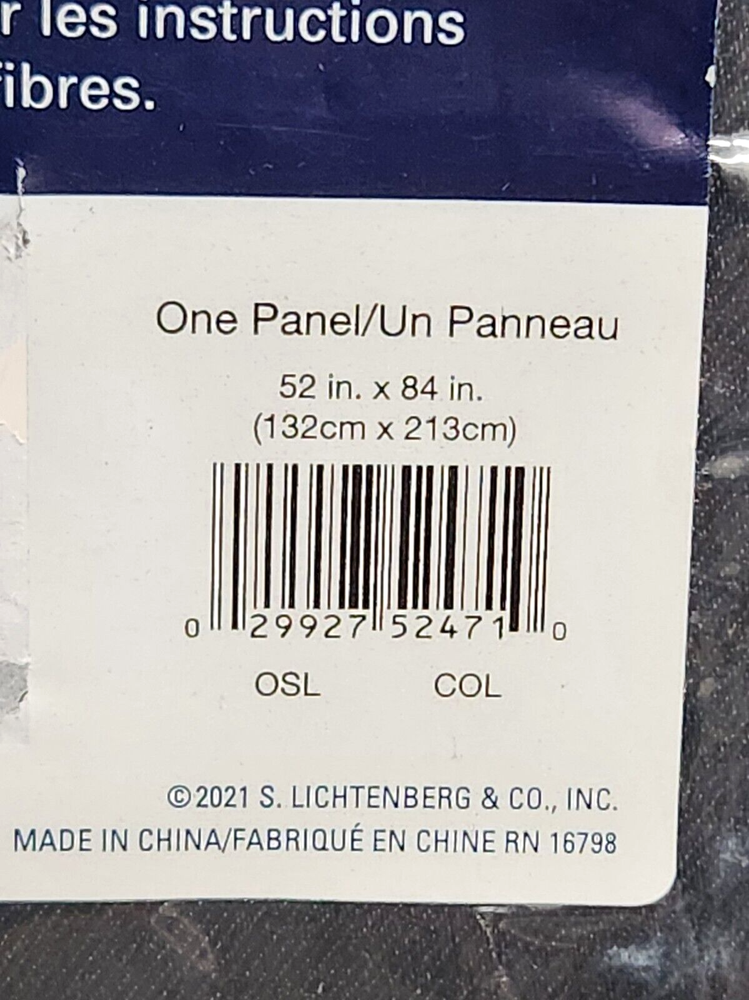 r les instructions
fibres.
One Panel/Un Panneau
52 in. x 84 in.
(132cm x 213cm)
0 29927 52471 0
OSL COL
©2021 S. LICHTENBERG & CO., INC.
MADE IN CHINA/FABRIQUÉ EN CHINE RN 16798